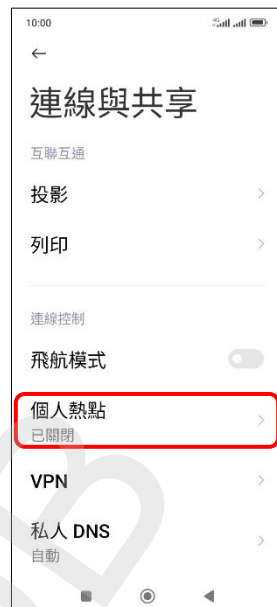 10:00
連線與共享
互聯互通
投影
列印
連線控制
飛航模式
個人熱點
已關閉
VPN
私人 DNS
自動